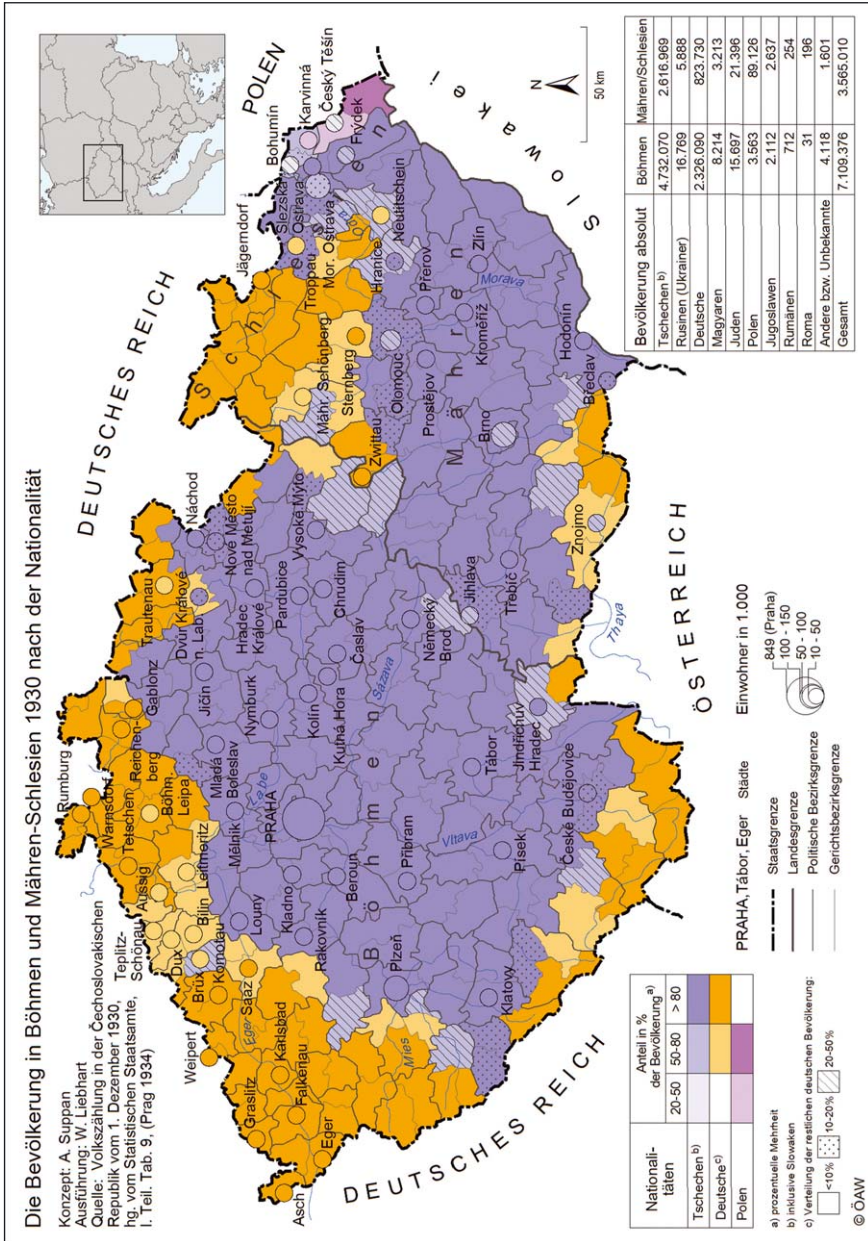 Die Bevölkerung in Böhmen und Mähren-Schlesien 1930 nach der Nationalität
Konzept: A. Suppan
Ausführung: W. Liebhart
Quelle: Volkszählung in der Čechoslovakischen
Republik vom 1. Dezember 1930,
hg. vom Statistischen Staatsamte,
I. Teil. Tab. 9, (Prag 1934)
DEUTSCHES REICH
POLEN
Slowakei
ÖSTERREICH
DEUTSCHES REICH
Böhmen
Mähren
Schlesien
Rumburg
Warnsdorf
Tetschen
Aussig
Teplitz-
Schönau
Dux
Bilin
Brüx
Komotau
Leitmeritz
Böhm.
Leipa
Reichen-
berg
Gablonz
Trautenau
Dvur Králové
n. Lab.
Náchod
Nové Mesto
nad Metují
Weipert
Graslitz
Karlsbad
Falkenau
Asch
Eger
Eger
Saaz
Louny
Mělník
Mladá
Boleslav
Jičín
Hradec
Králové
Nymburk
Labe
PRAHA
Kladno
Rakovník
Beroun
Kolín
Kutná Hora
Pardubice
Chrudim
Vysoké Mýto
Čáslav
Sázava
Německý
Brod
Jihlava
Příbram
Plzeň
Mies
Klatovy
Písek
Tábor
Vltava
Jindřichův
Hradec
České Budějovice
Třebíč
Znojmo
Thaya
Brno
Zwittau
Mähr. Schönberg
Sternberg
Olomouc
Prostějov
Přerov
Kroměříž
Zlín
Morava
Hodonín
Břeclav
Jägerndorf
Troppau
Slezská
Ostrava
Mor. Ostrava
Bohumín
Karvinná
Český Těšín
Frýdek
Hranice
Neutitschein
Odra
N
50 km
Nationali-
täten
Anteil in %
der Bevölkerung a)
20-50 50-80 > 80
Tschechen b)
Deutsche c)
Polen
a) prozentuelle Mehrheit
b) inklusive Slowaken
c) Verteilung der restlichen deutschen Bevölkerung:
<10% 10-20% 20-50%
© ÖAW
PRAHA, Tábor, Eger Städte
Staatsgrenze
Landesgrenze
Politische Bezirksgrenze
Gerichtsbezirksgrenze
Einwohner in 1.000
849 (Praha)
100 - 150
50 - 100
10 - 50
Bevölkerung absolut Böhmen Mähren/Schlesien
Tschechen b) 4.732.070 2.616.969
Rusinen (Ukrainer) 16.769 5.888
Deutsche 2.326.090 823.730
Magyaren 8.214 3.213
Juden 15.697 21.396
Polen 3.563 89.126
Jugoslawen 2.112 2.637
Rumänen 712 254
Roma 31 196
Andere bzw. Unbekannte 4.118 1.601
Gesamt 7.109.376 3.565.010